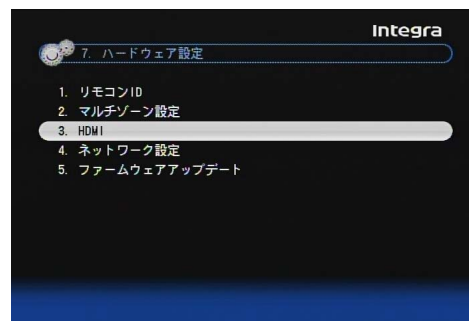 Integra
7. ハードウェア設定
1. リモコンID
2. マルチゾーン設定
3. HDMI
4. ネットワーク設定
5. ファームウェアアップデート